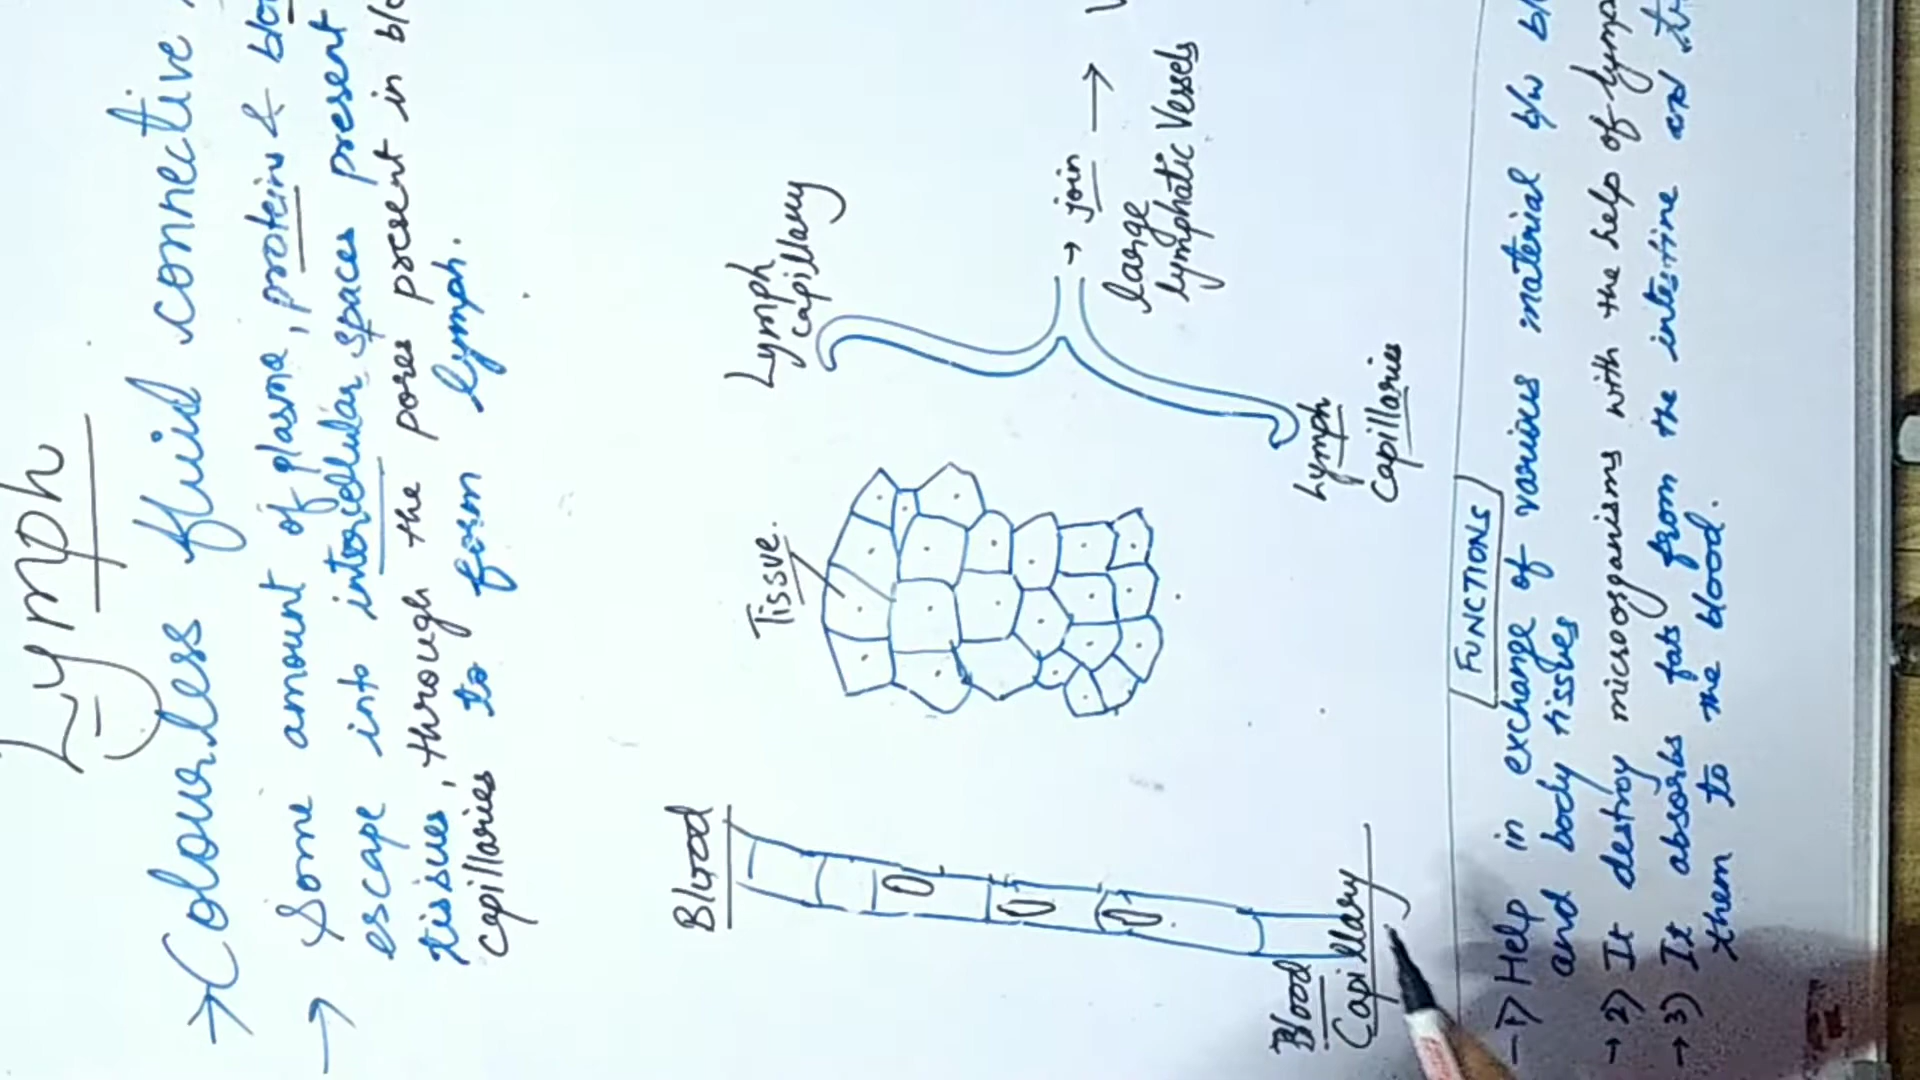 Lymph
→ Colourless fluid connective
→ Some amount of plasma, proteins & blo
escape into intercellular spaces present
tissues, through the pores present in blo
capillaries to form lymph.
Blood
Tissue
Lymph
capillary
→ join →
large
lymphatic Vessels
Blood
Capillary
Lymph
Capillaries
FUNCTIONS
→ 1) Help in exchange of various material b/w bl
and body tissues
→ 2) It destroy microorganisms with the help of lymp
→ 3) It absorbs fats from the intestine and tr
them to the blood.